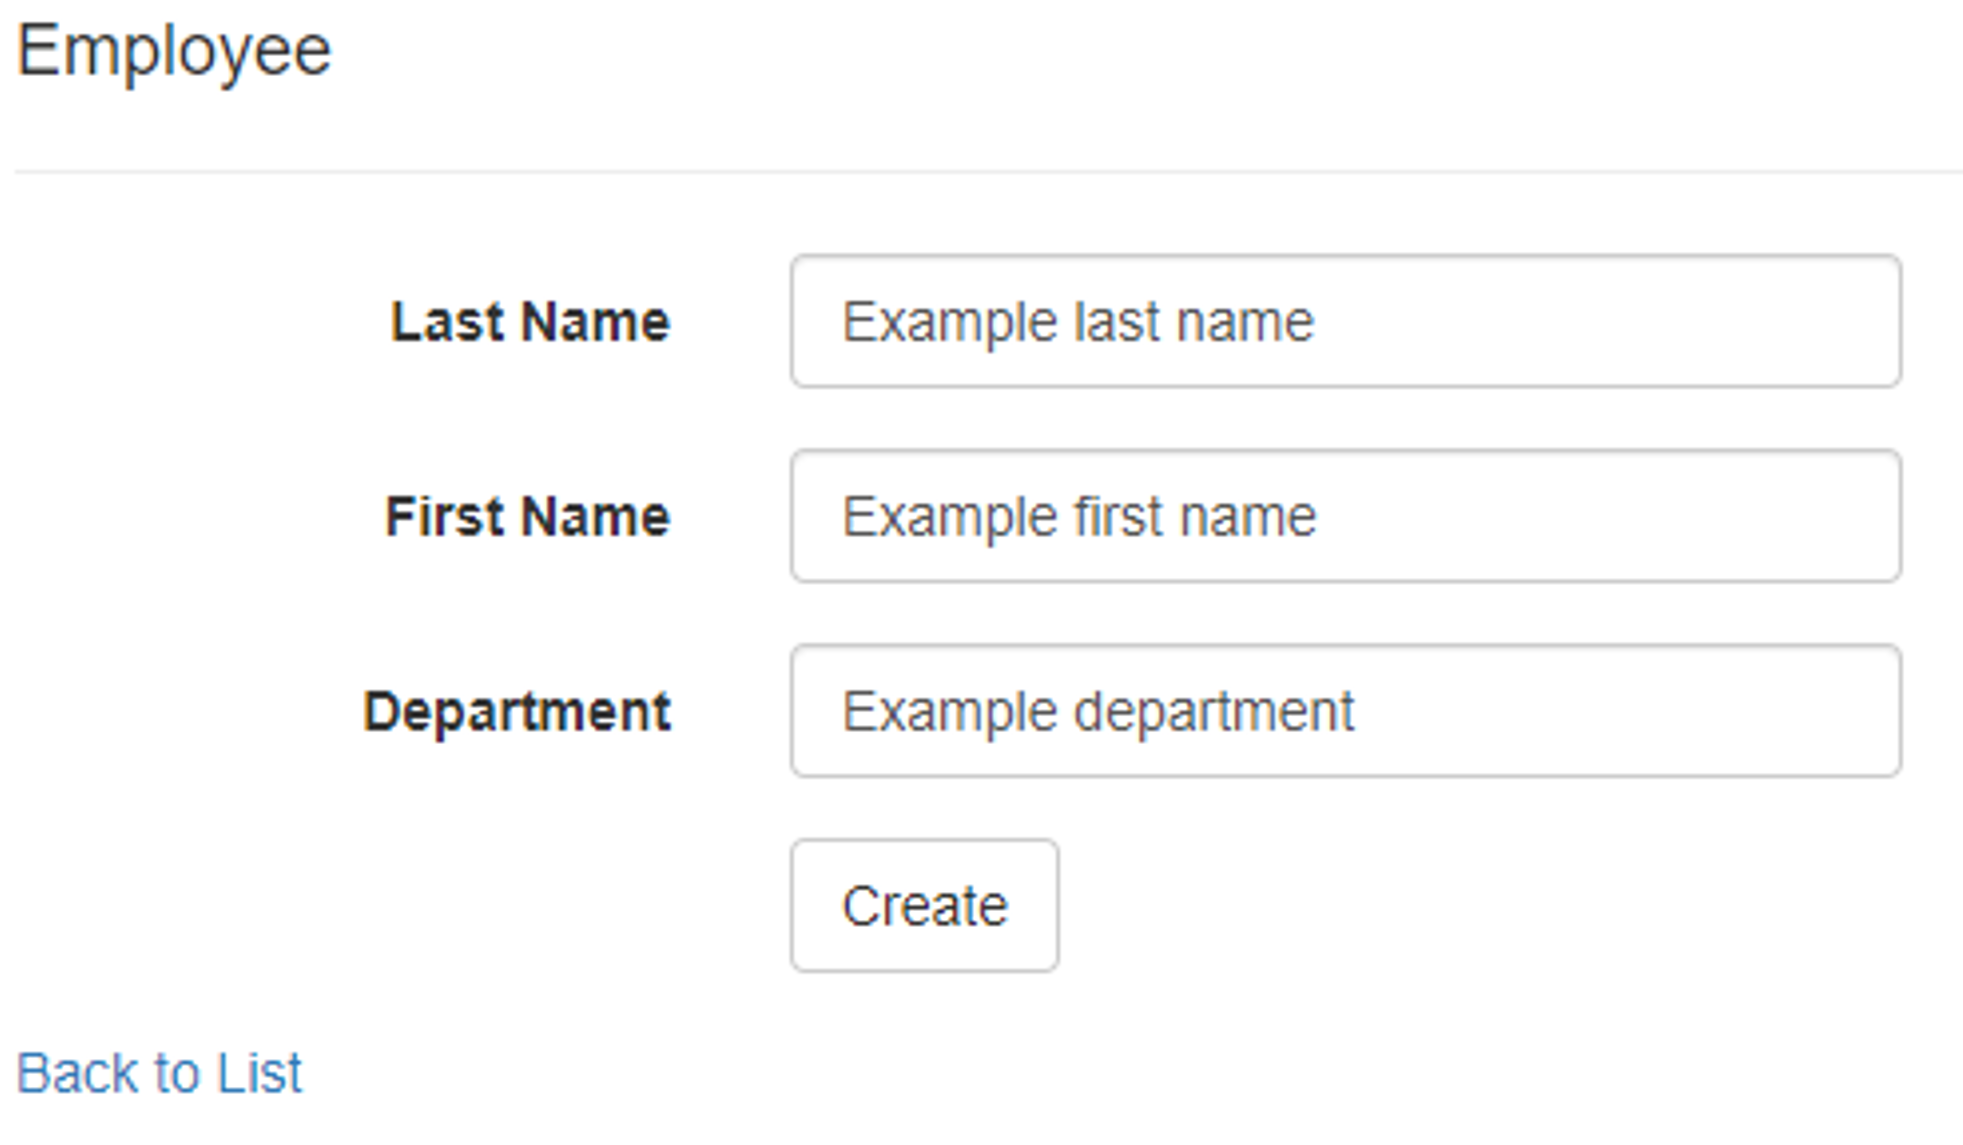 Employee
Last Name Example last name
First Name Example first name
Department Example department
Create
Back to List